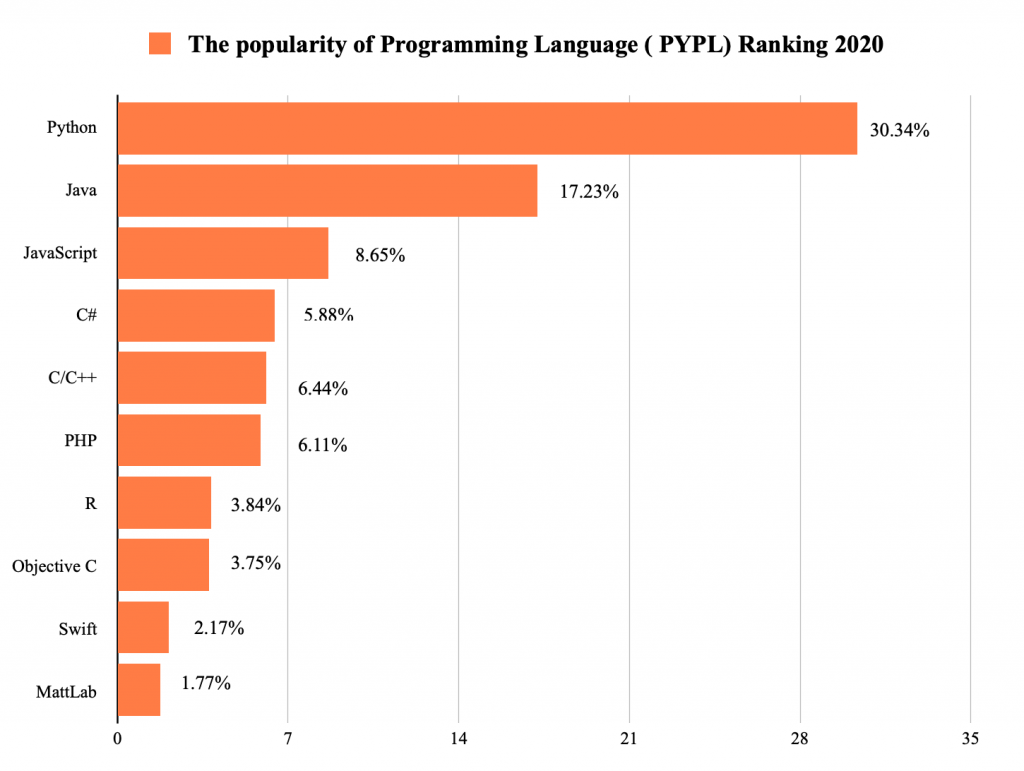 The popularity of Programming Language ( PYPL) Ranking 2020
Python 30.34%
Java 17.23%
JavaScript 8.65%
C# 5.88%
C/C++ 6.44%
PHP 6.11%
R 3.84%
Objective C 3.75%
Swift 2.17%
MattLab 1.77%
0 7 14 21 28 35